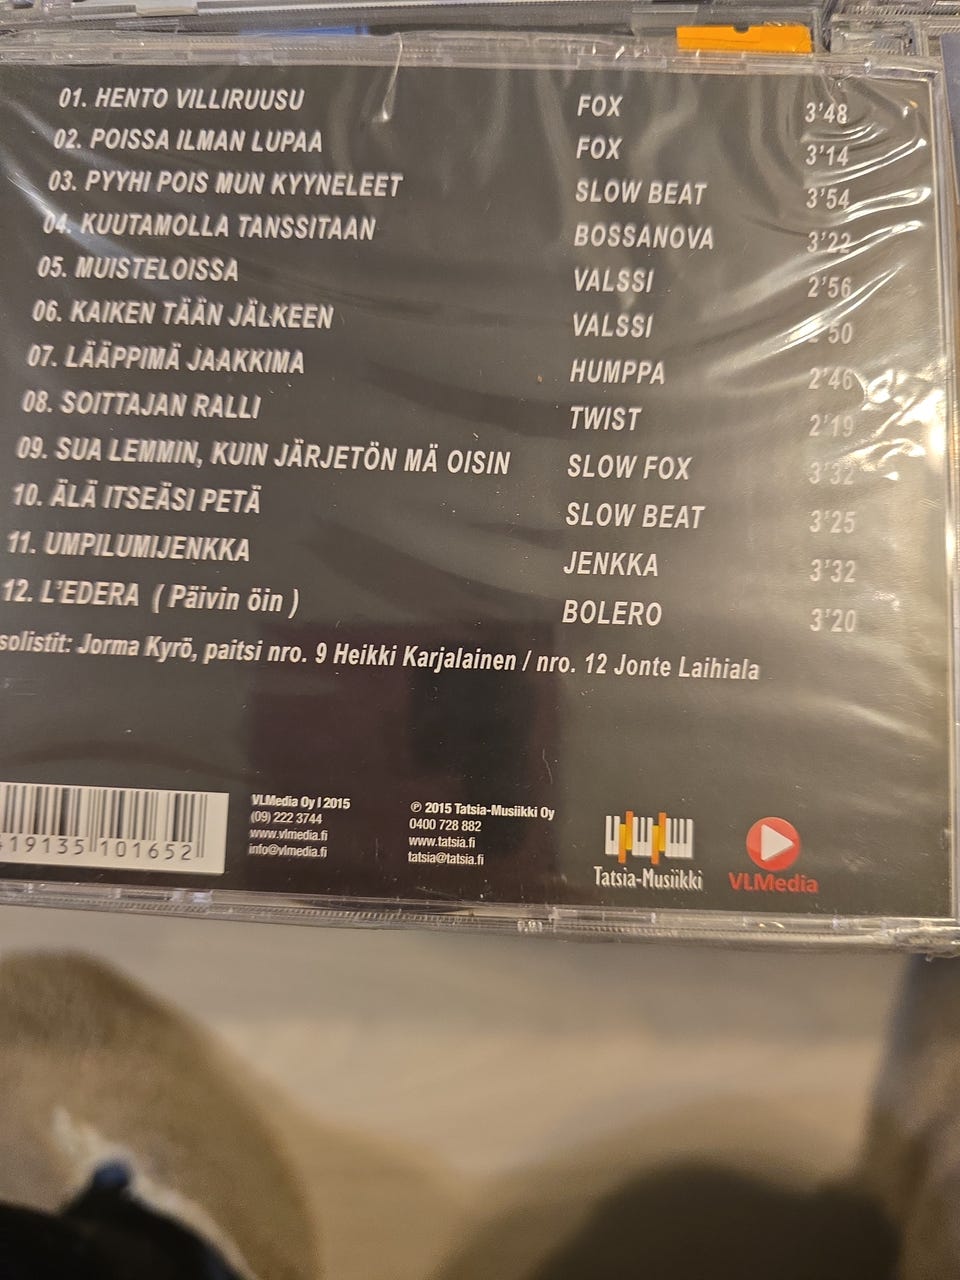 01. HENTO VILLIRUUSU FOX 3'48
02. POISSA ILMAN LUPAA FOX 3'14
03. PYYHI POIS MUN KYYNELEET SLOW BEAT 3'54
04. KUUTAMOLLA TANSSITAAN BOSSANOVA 3'22
05. MUISTELOISSA VALSSI 2'56
06. KAIKEN TÄÄN JÄLKEEN VALSSI 50
07. LÄÄPPIMÄ JAAKKIMA HUMPPA 2'46
08. SOITTAJAN RALLI TWIST 2'19
09. SUA LEMMIN, KUIN JÄRJETÖN MÄ OISIN SLOW FOX 3'32
10. ÄLÄ ITSEÄSI PETÄ SLOW BEAT 3'25
11. UMPILUMIJENKKA JENKKA 3'32
12. L'EDERA ( Päivin öin ) BOLERO 3'20
solistit: Jorma Kyrö, paitsi nro. 9 Heikki Karjalainen / nro. 12 Jonte Laihiala
19135 101652
VLMedia Oy I 2015
(09) 222 3744
www.vlmedia.fi
info@vlmedia.fi
℗ 2015 Tatsia-Musiikki Oy
0400 728 882
www.tatsia.fi
tatsia@tatsia.fi
Tatsia-Musiikki
VLMedia